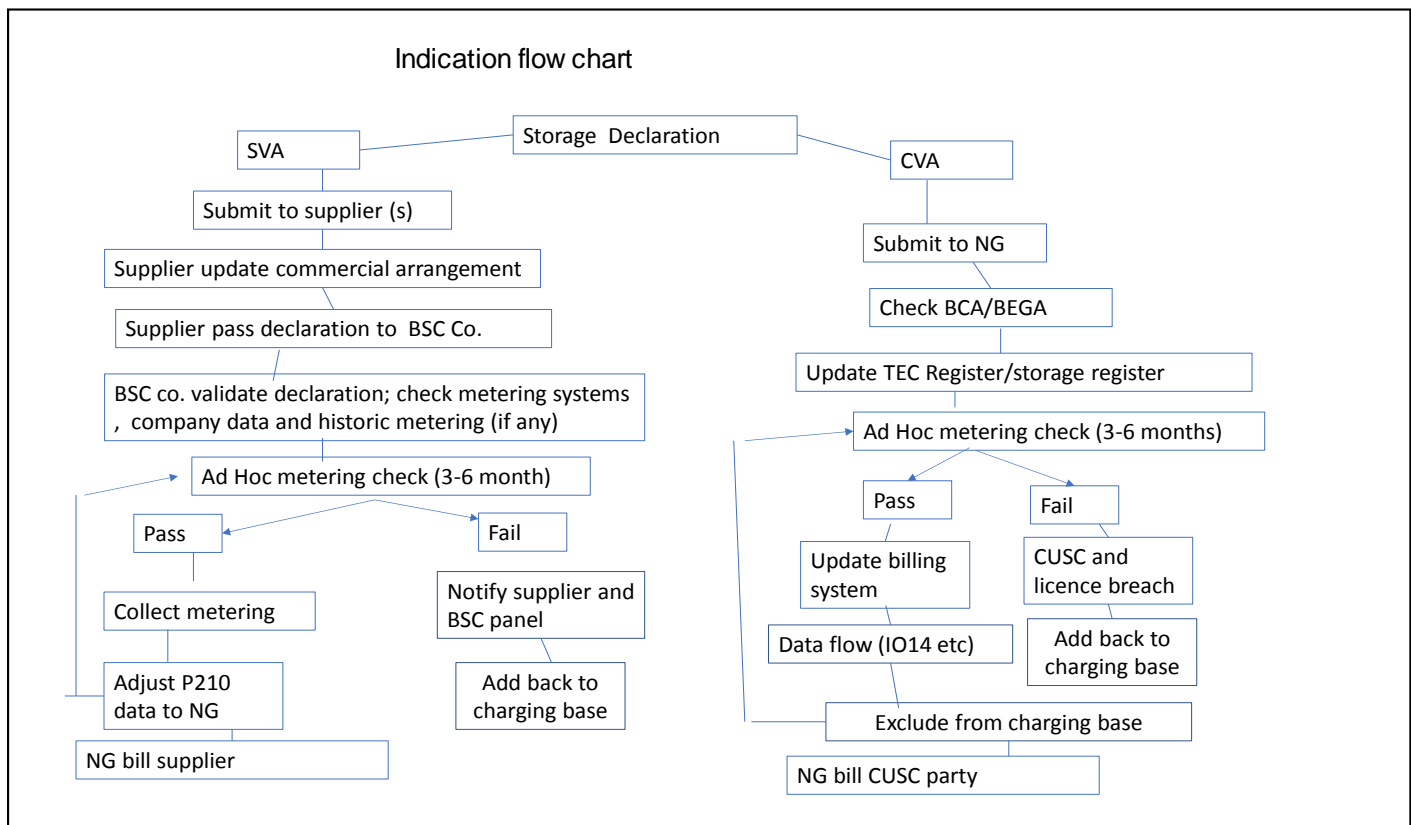 Indication flow chart
Storage Declaration
SVA
CVA
Submit to supplier (s)
Submit to NG
Supplier update commercial arrangement
Check BCA/BEGA
Supplier pass declaration to BSC Co.
Update TEC Register/storage register
BSC co. validate declaration; check metering systems
, company data and historic metering (if any)
Ad Hoc metering check (3-6 months)
Ad Hoc metering check (3-6 month)
Pass
Fail
Pass
Fail
Update billing
system
CUSC and
licence breach
Collect metering
Notify supplier and
BSC panel
Data flow (IO14 etc)
Add back to
charging base
Adjust P210
data to NG
Add back to
charging base
Exclude from charging base
NG bill supplier
NG bill CUSC party